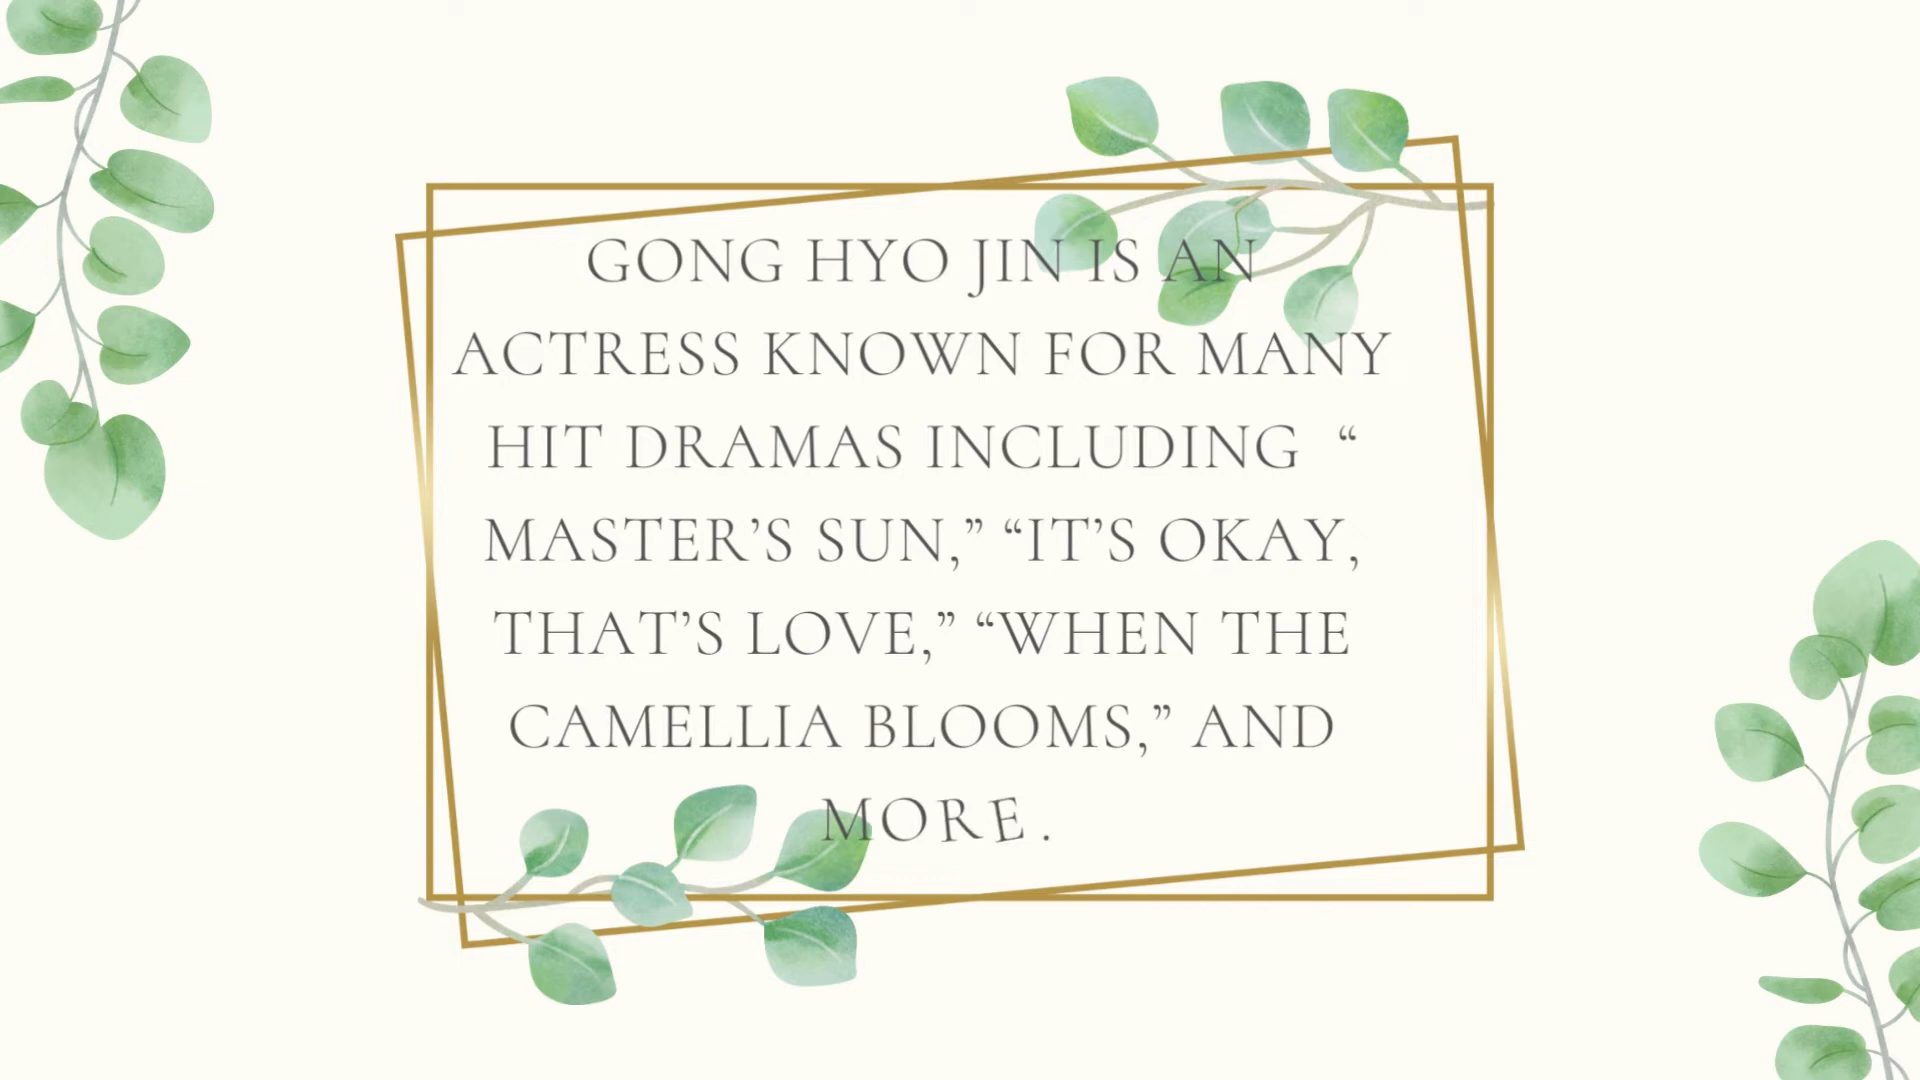 GONG HYO JIN IS AN
ACTRESS KNOWN FOR MANY
HIT DRAMAS INCLUDING “
MASTER’S SUN,” “IT’S OKAY,
THAT’S LOVE,” “WHEN THE
CAMELLIA BLOOMS,” AND
MORE.